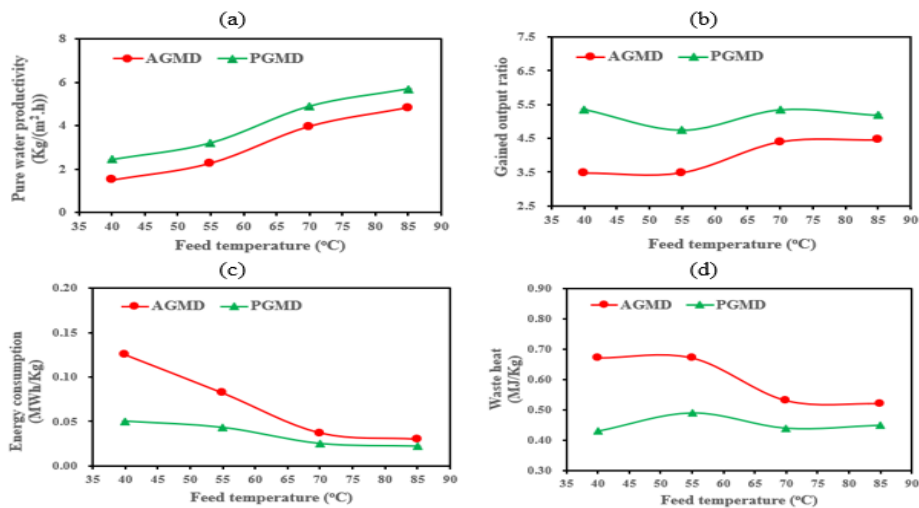 (a)
AGMD PGMD
Pure water productivity
(Kg/(m².h)
8
6
4
2
0
35 40 45 50 55 60 65 70 75 80 85 90
Feed temperature (°C)
(b)
AGMD PGMD
Gained output ratio
7.5
6.5
5.5
4.5
3.5
2.5
35 40 45 50 55 60 65 70 75 80 85 90
Feed temperature (°C)
(c)
AGMD PGMD
Energy consumption
(MWh/Kg)
0.20
0.15
0.10
0.05
0.00
35 40 45 50 55 60 65 70 75 80 85 90
Feed temperature (°C)
(d)
AGMD PGMD
Waste heat
(MJ/Kg)
0.90
0.80
0.70
0.60
0.50
0.40
0.30
35 40 45 50 55 60 65 70 75 80 85 90
Feed temperature (°C)